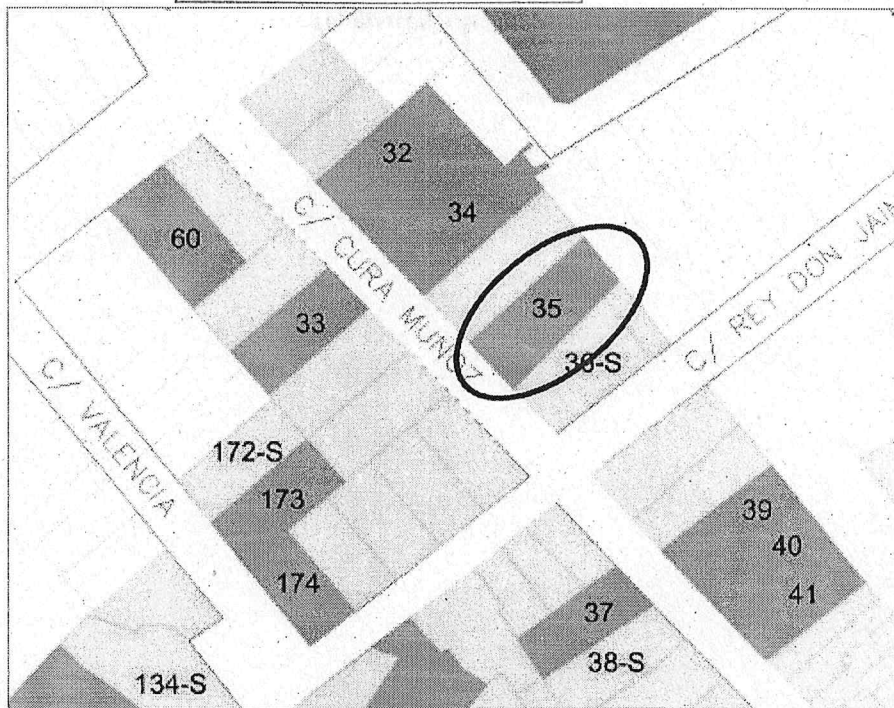 32
34
60
C/ CURA MUÑOZ
35
33
36-S
C/ REY DON JAIM
C/ VALENCIA
172-S
173
39
40
174
41
37
38-S
134-S